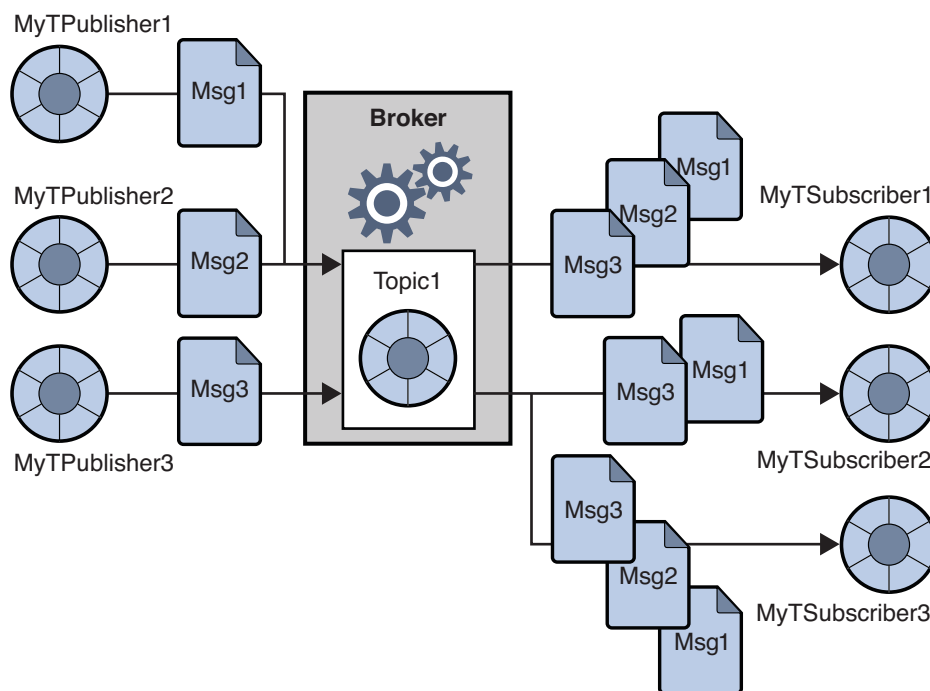 MyTPublisher1
Msg1
Broker
Msg1
MyTPublisher2
Msg2
Msg2
Msg3
MyTSubscriber1
Topic1
Msg3
Msg3
Msg1
MyTPublisher3
MyTSubscriber2
Msg3
Msg2
Msg1
MyTSubscriber3